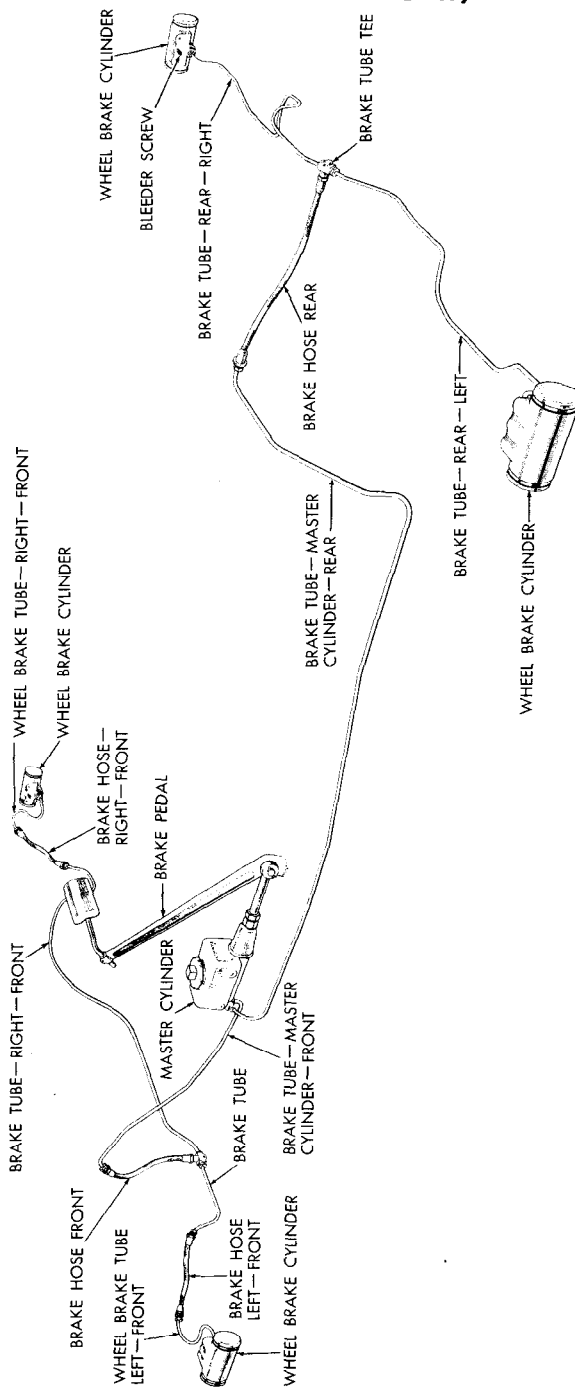 WHEEL BRAKE CYLINDER
BLEEDER SCREW
BRAKE TUBE—REAR—RIGHT
BRAKE TUBE TEE
BRAKE HOSE REAR
BRAKE TUBE—MASTER
CYLINDER—REAR
BRAKE TUBE—REAR—LEFT
WHEEL BRAKE CYLINDER
WHEEL BRAKE TUBE—RIGHT—FRONT
WHEEL BRAKE CYLINDER
BRAKE HOSE—
RIGHT—FRONT
BRAKE PEDAL
BRAKE TUBE—RIGHT—FRONT
MASTER CYLINDER
BRAKE TUBE—MASTER
CYLINDER—FRONT
BRAKE TUBE
BRAKE HOSE FRONT
WHEEL BRAKE TUBE
LEFT—FRONT
BRAKE HOSE
LEFT—FRONT
WHEEL BRAKE CYLINDER